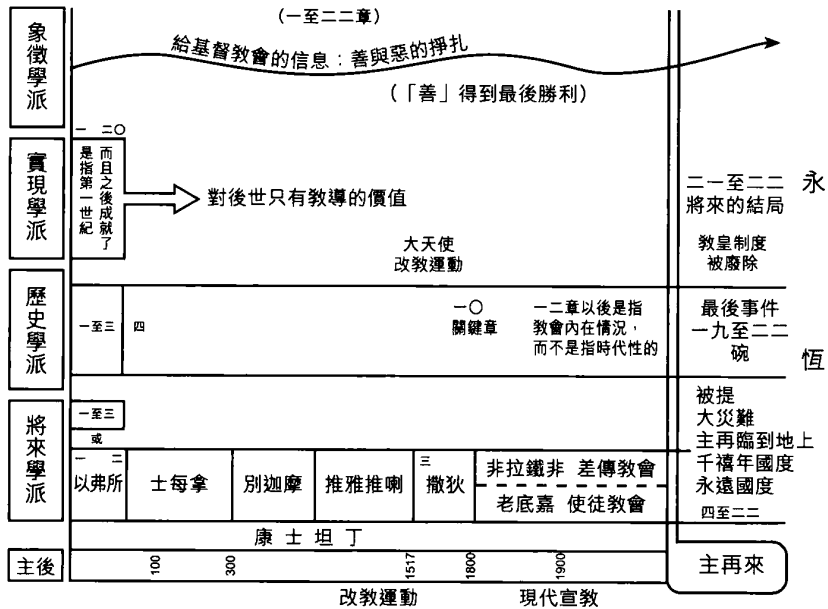 象徵學派
(一至二二章)
給基督教會的信息：善與惡的掙扎
(「善」得到最後勝利)
實現學派
一 二〇
是指第一世紀
而且之後成就了
對後世只有教導的價值
大天使
改教運動
二一至二二
將來的結局
教皇制度
被廢除
永
恆
歷史學派
一至三
四
一〇
關鍵章
一二章以後是指
教會內在情況，
而不是指時代性的
最後事件
一九至二二
碗
將來學派
一至三
或
一 二
以弗所
士每拿
別迦摩
推雅推喇
三
撒狄
非拉鐵非 差傳教會
老底嘉 使徒教會
被提
大災難
主再臨到地上
千禧年國度
永遠國度
四至二二
康士坦丁
主後
100
300
1517
1800
1900
主再來
改教運動
現代宣教